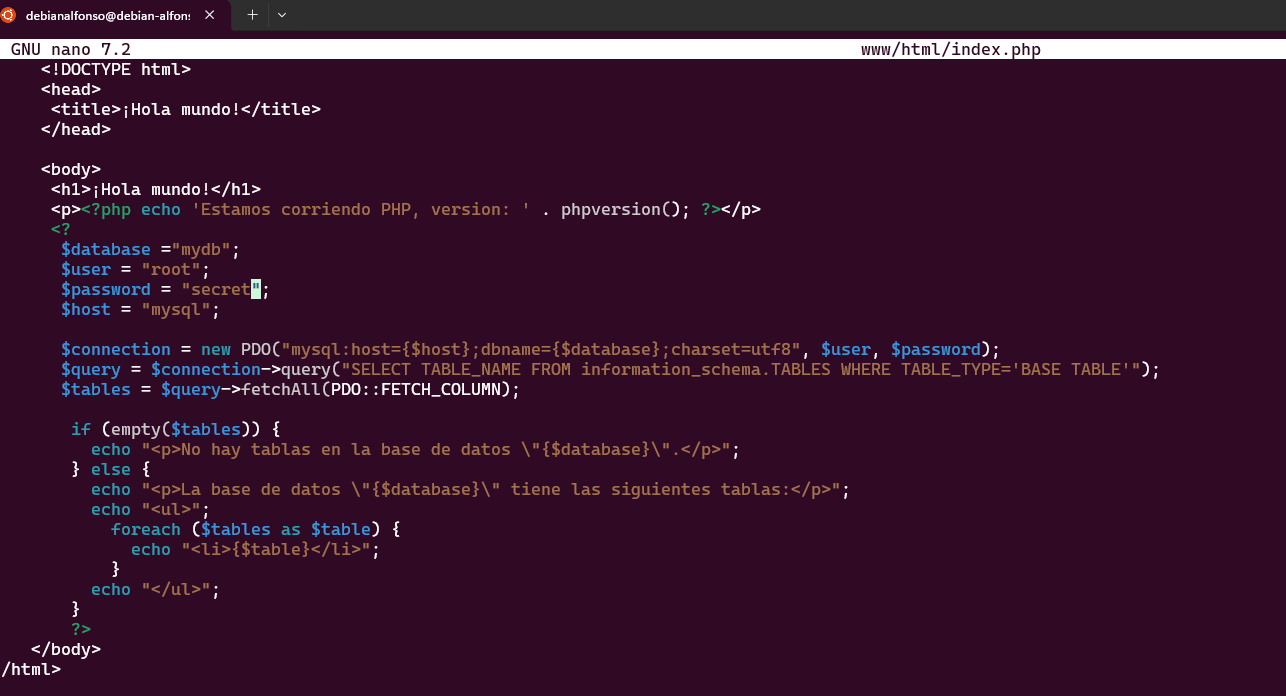 debianalfonso@debian-alfons
GNU nano 7.2 www/html/index.php
<!DOCTYPE html>
<head>
<title>¡Hola mundo!</title>
</head>
<body>
<h1>¡Hola mundo!</h1>
<p><?php echo 'Estamos corriendo PHP, version: ' . phpversion(); ?></p>
<?
$database ="mydb";
$user = "root";
$password = "secret";
$host = "mysql";
$connection = new PDO("mysql:host={$host};dbname={$database};charset=utf8", $user, $password);
$query = $connection->query("SELECT TABLE_NAME FROM information_schema.TABLES WHERE TABLE_TYPE='BASE TABLE'");
$tables = $query->fetchAll(PDO::FETCH_COLUMN);
if (empty($tables)) {
echo "<p>No hay tablas en la base de datos \"{$database}\".</p>";
} else {
echo "<p>La base de datos \"{$database}\" tiene las siguientes tablas:</p>";
echo "<ul>";
foreach ($tables as $table) {
echo "<li>{$table}</li>";
}
echo "</ul>";
}
?>
</body>
/html>